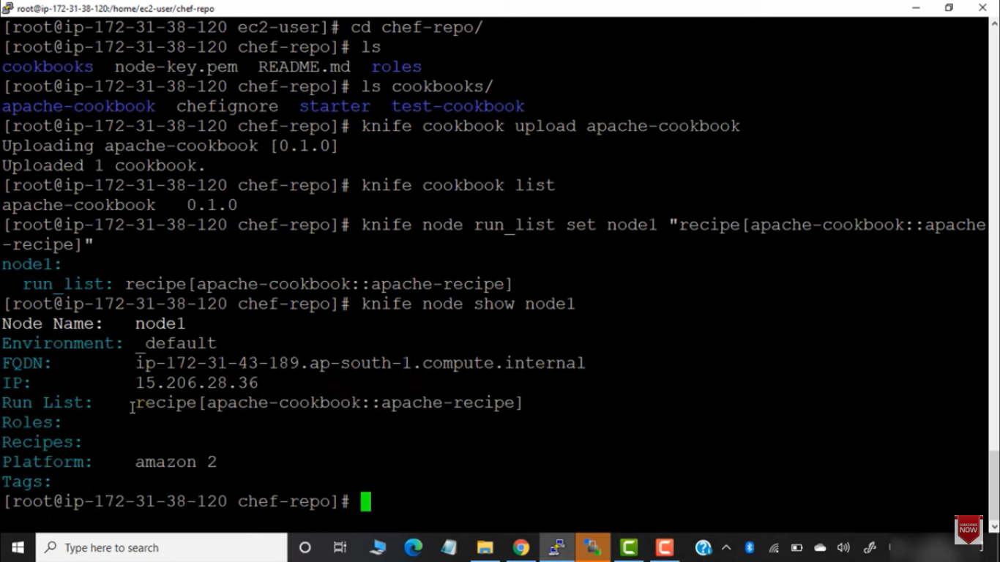 root@ip-172-31-38-120:/home/ec2-user/chef-repo
[root@ip-172-31-38-120 ec2-user]# cd chef-repo/
[root@ip-172-31-38-120 chef-repo]# ls
cookbooks  node-key.pem  README.md  roles
[root@ip-172-31-38-120 chef-repo]# ls cookbooks/
apache-cookbook  chefignore  starter  test-cookbook
[root@ip-172-31-38-120 chef-repo]# knife cookbook upload apache-cookbook
Uploading apache-cookbook [0.1.0]
Uploaded 1 cookbook.
[root@ip-172-31-38-120 chef-repo]# knife cookbook list
apache-cookbook   0.1.0
[root@ip-172-31-38-120 chef-repo]# knife node run_list set node1 "recipe[apache-cookbook::apache
-recipe]"
node1:
  run_list: recipe[apache-cookbook::apache-recipe]
[root@ip-172-31-38-120 chef-repo]# knife node show node1
Node Name:   node1
Environment: _default
FQDN:        ip-172-31-43-189.ap-south-1.compute.internal
IP:          15.206.28.36
Run List:    recipe[apache-cookbook::apache-recipe]
Roles:
Recipes:
Platform:    amazon 2
Tags:
[root@ip-172-31-38-120 chef-repo]#
SUBSCRIBE
NOW
Type here to search